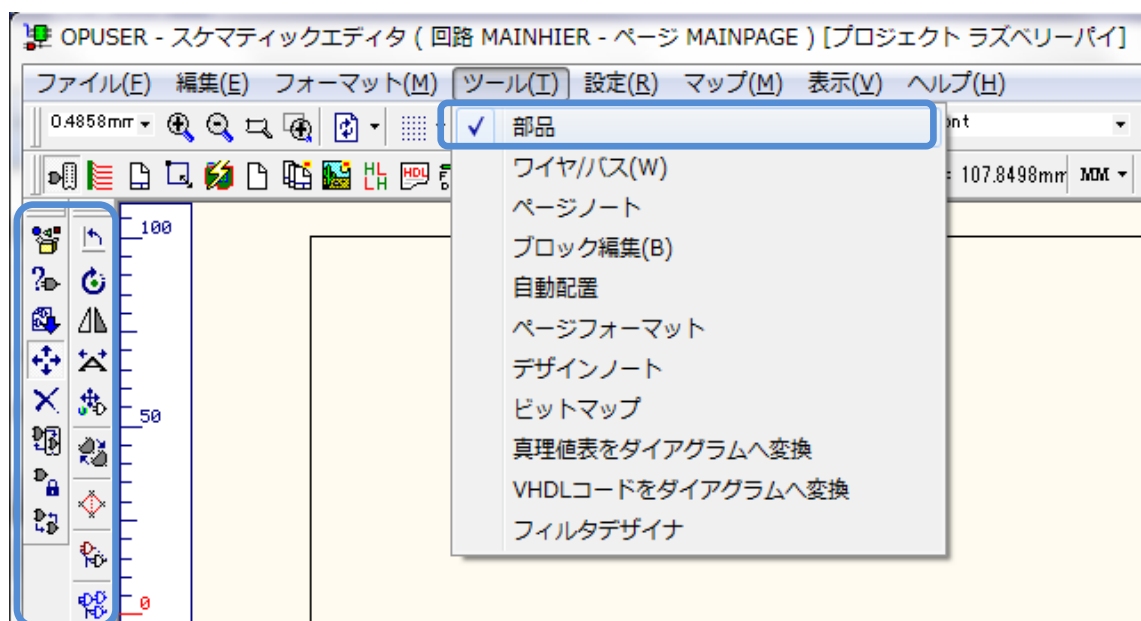 OPUSER - スケマティックエディタ ( 回路 MAINHIER - ページ MAINPAGE ) [プロジェクト ラズベリーパイ]
ファイル(F) 編集(E) フォーマット(M) ツール(T) 設定(R) マップ(M) 表示(V) ヘルプ(H)
0.4858mm
部品
ワイヤ/バス(W)
107.8498mm MM
ページノート
ブロック編集(B)
自動配置
ページフォーマット
デザインノート
ビットマップ
真理値表をダイアグラムへ変換
VHDLコードをダイアグラムへ変換
フィルタデザイナ
HL
LH
HDL
100
50
0